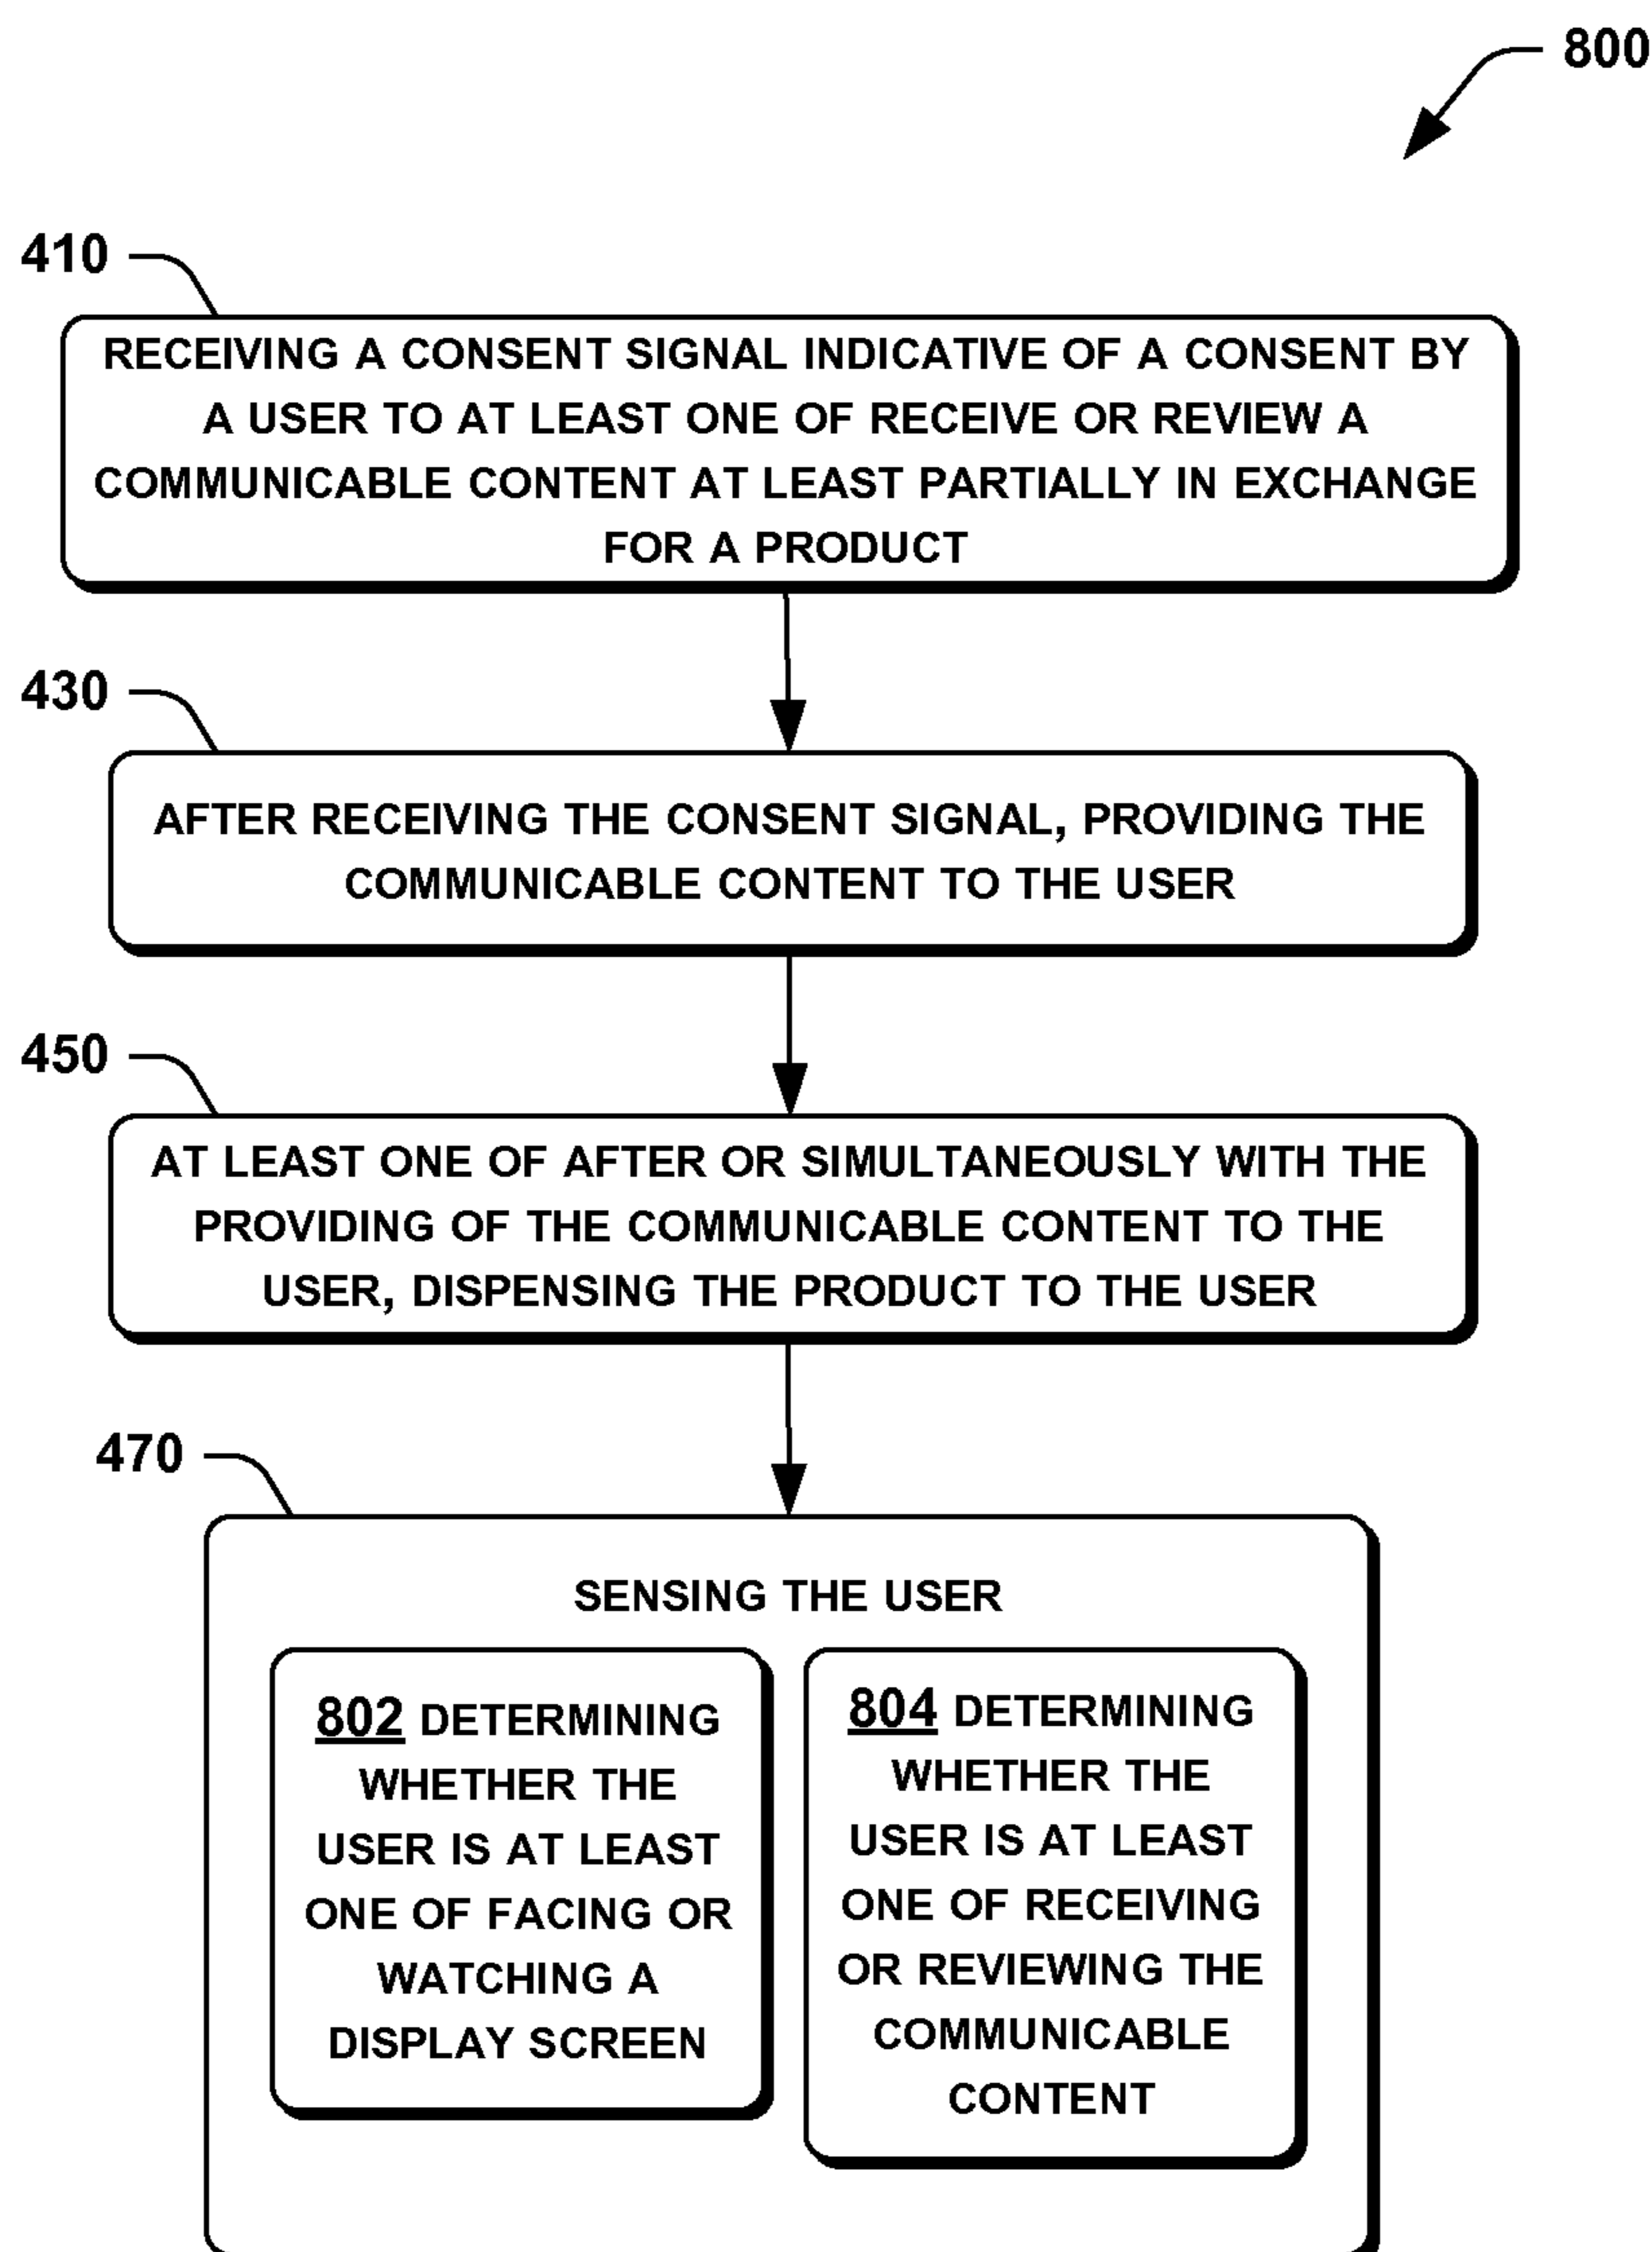 800
410
RECEIVING A CONSENT SIGNAL INDICATIVE OF A CONSENT BY
A USER TO AT LEAST ONE OF RECEIVE OR REVIEW A
COMMUNICABLE CONTENT AT LEAST PARTIALLY IN EXCHANGE
FOR A PRODUCT
430
AFTER RECEIVING THE CONSENT SIGNAL, PROVIDING THE
COMMUNICABLE CONTENT TO THE USER
450
AT LEAST ONE OF AFTER OR SIMULTANEOUSLY WITH THE
PROVIDING OF THE COMMUNICABLE CONTENT TO THE
USER, DISPENSING THE PRODUCT TO THE USER
470
SENSING THE USER
802 DETERMINING
WHETHER THE
USER IS AT LEAST
ONE OF FACING OR
WATCHING A
DISPLAY SCREEN
804 DETERMINING
WHETHER THE
USER IS AT LEAST
ONE OF RECEIVING
OR REVIEWING THE
COMMUNICABLE
CONTENT